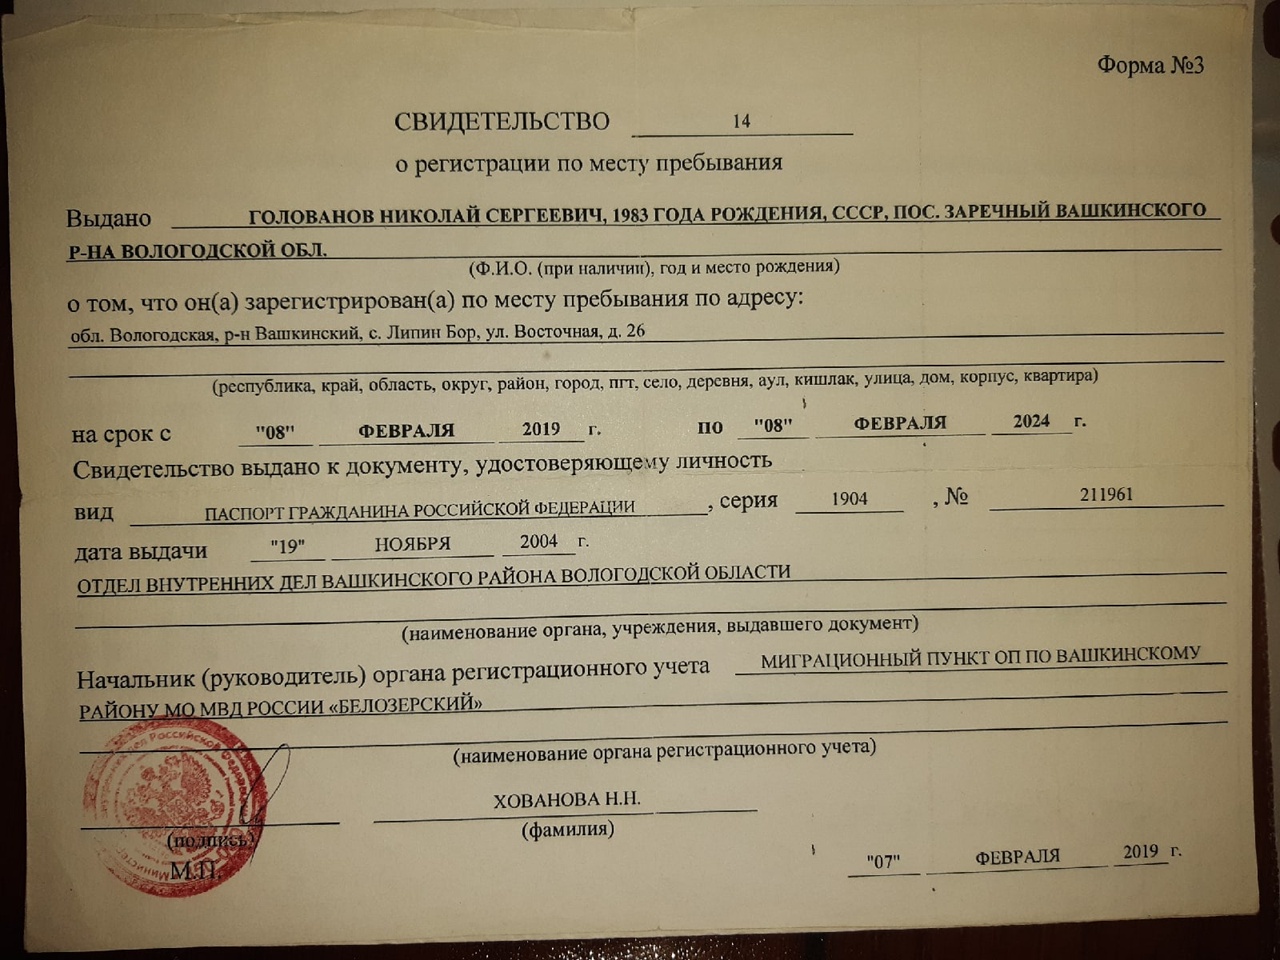 Форма №3
СВИДЕТЕЛЬСТВО 14
о регистрации по месту пребывания
Выдано ГОЛОВАНОВ НИКОЛАЙ СЕРГЕЕВИЧ, 1983 ГОДА РОЖДЕНИЯ, СССР, ПОС. ЗАРЕЧНЫЙ ВАШКИНСКОГО
Р-НА ВОЛОГОДСКОЙ ОБЛ.
(Ф.И.О. (при наличии), год и место рождения)
о том, что он(а) зарегистрирован(а) по месту пребывания по адресу:
обл. Вологодская, р-н Вашкинский, с. Липин Бор, ул. Восточная, д. 26
(республика, край, область, округ, район, город, пгт, село, деревня, аул, кишлак, улица, дом, корпус, квартира)
на срок с "08" ФЕВРАЛЯ 2019 г. по "08" ФЕВРАЛЯ 2024 г.
Свидетельство выдано к документу, удостоверяющему личность
вид ПАСПОРТ ГРАЖДАНИНА РОССИЙСКОЙ ФЕДЕРАЦИИ , серия 1904 , № 211961
дата выдачи "19" НОЯБРЯ 2004 г.
ОТДЕЛ ВНУТРЕННИХ ДЕЛ ВАШКИНСКОГО РАЙОНА ВОЛОГОДСКОЙ ОБЛАСТИ
(наименование органа, учреждения, выдавшего документ)
Начальник (руководитель) органа регистрационного учета МИГРАЦИОННЫЙ ПУНКТ ОП ПО ВАШКИНСКОМУ
РАЙОНУ МО МВД РОССИИ «БЕЛОЗЕРСКИЙ»
(наименование органа регистрационного учета)
ХОВАНОВА Н.Н.
(подпись) (фамилия)
М.П.
"07" ФЕВРАЛЯ 2019 г.